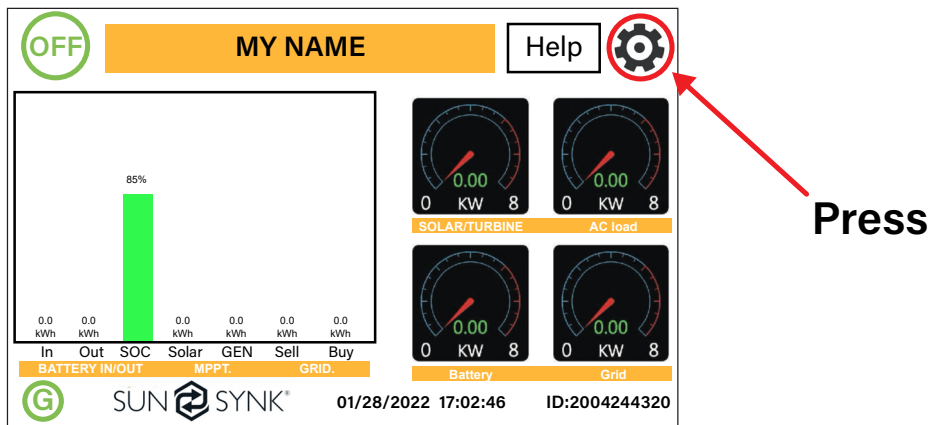 OFF
MY NAME
Help
85%
0.0 0.0 0.0 0.0 0.0 0.0
kWh kWh kWh kWh kWh kWh
In Out SOC Solar GEN Sell Buy
BATTERY IN/OUT MPPT. GRID.
0.00
0 KW 8
SOLAR/TURBINE
0.00
0 KW 8
AC load
0.00
0 KW 8
Battery
0.00
0 KW 8
Grid
Press
G
SUN SYNK®
01/28/2022 17:02:46
ID:2004244320